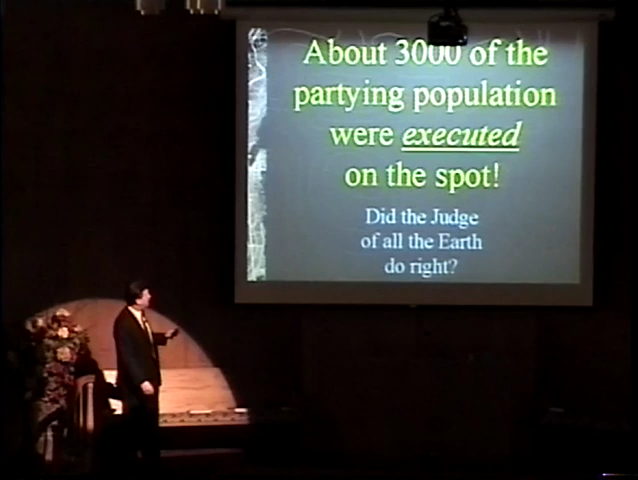 About 3000 of the
partying population
were executed
on the spot!
Did the Judge
of all the Earth
do right?